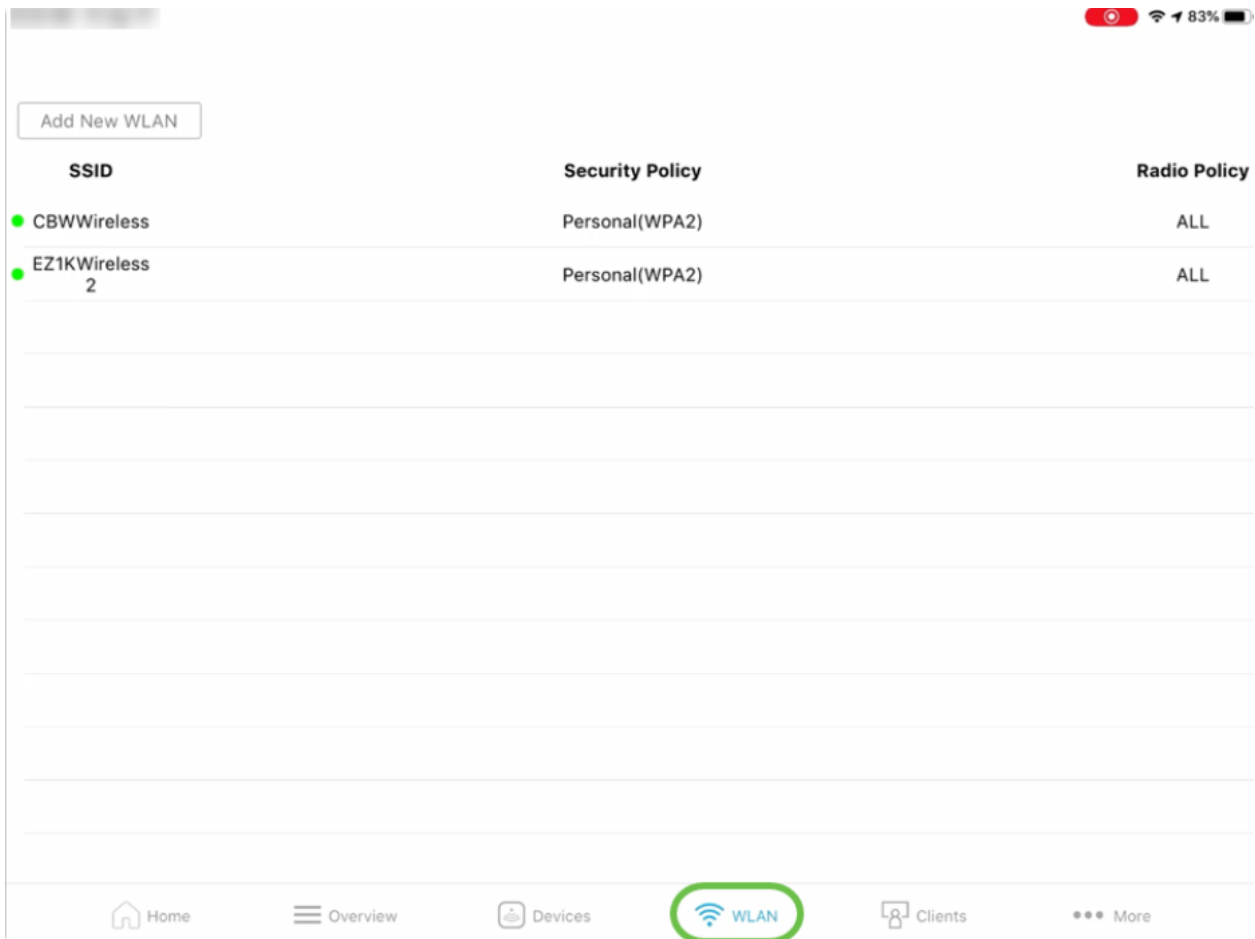 83%
Add New WLAN
SSID Security Policy Radio Policy
CBWWireless Personal(WPA2) ALL
EZ1KWireless
2 Personal(WPA2) ALL
Home Overview Devices WLAN Clients More